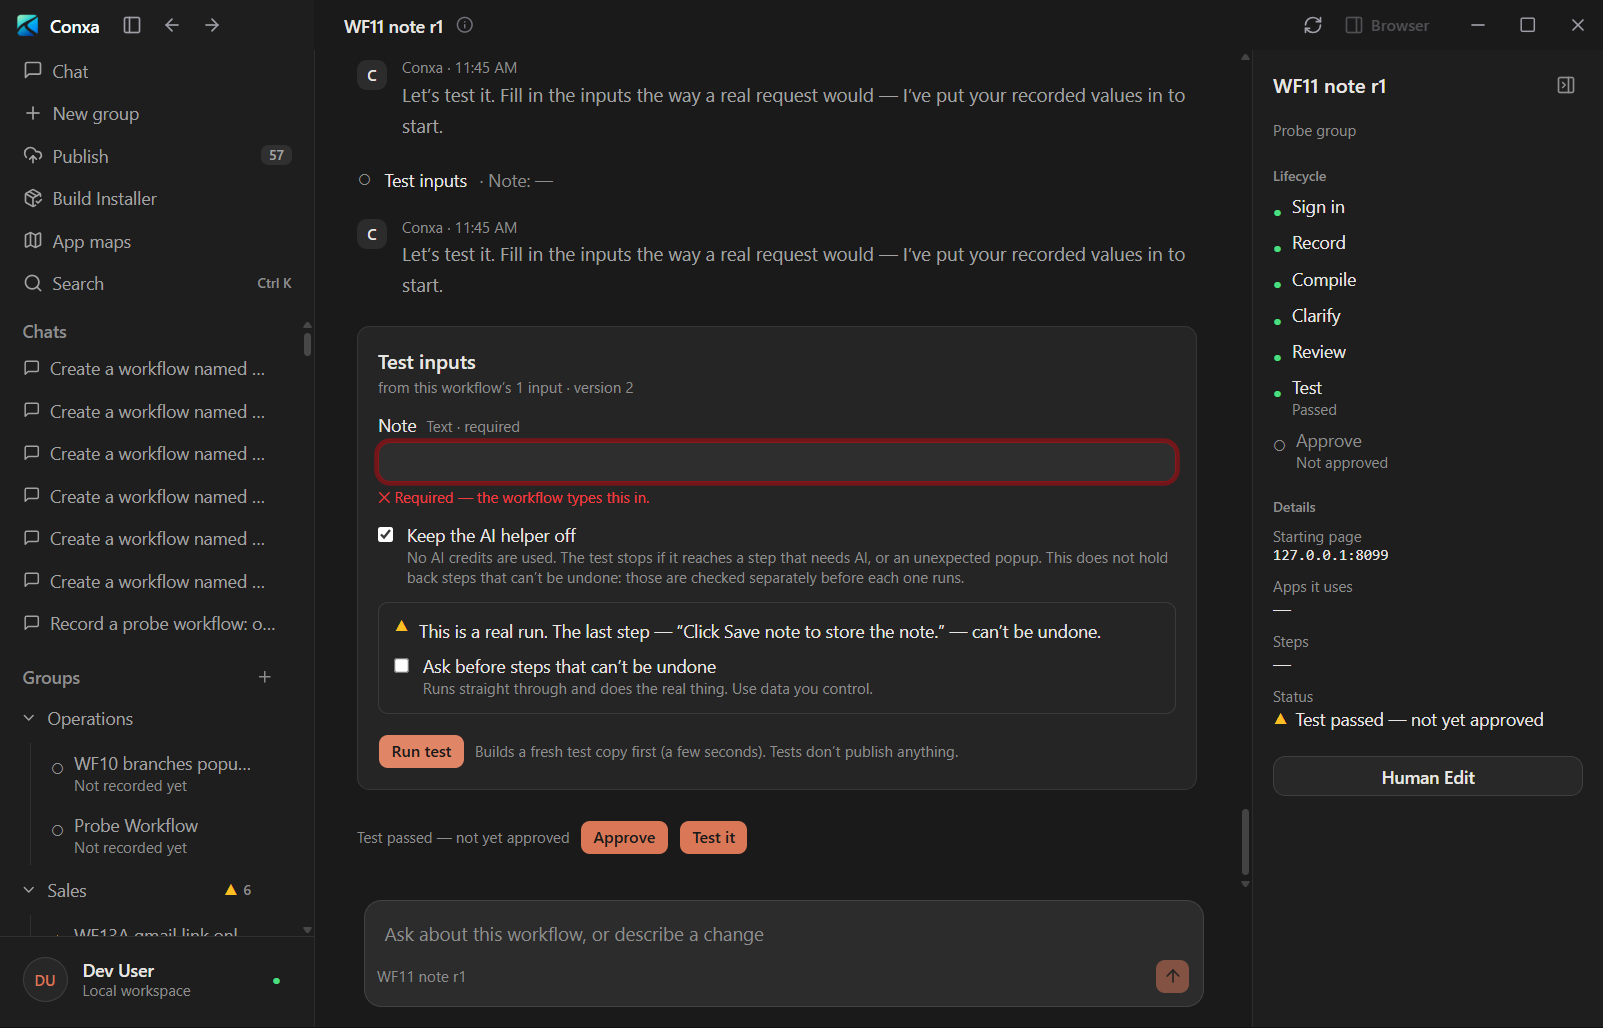 Conxa
WF11 note r1
Browser
Chat
New group
Publish
57
Build Installer
App maps
Search
Ctrl K
Chats
Create a workflow named ...
Create a workflow named ...
Create a workflow named ...
Create a workflow named ...
Create a workflow named ...
Create a workflow named ...
Record a probe workflow: o...
Groups
Operations
WF10 branches popu...
Not recorded yet
Probe Workflow
Not recorded yet
Sales
6
WF13A gmail link onl
DU
Dev User
Local workspace
C
Conxa · 11:45 AM
Let’s test it. Fill in the inputs the way a real request would — I’ve put your recorded values in to
start.
Test inputs · Note: —
C
Conxa · 11:45 AM
Let’s test it. Fill in the inputs the way a real request would — I’ve put your recorded values in to
start.
Test inputs
from this workflow’s 1 input · version 2
Note Text · required
Required — the workflow types this in.
Keep the AI helper off
No AI credits are used. The test stops if it reaches a step that needs AI, or an unexpected popup. This does not hold
back steps that can’t be undone: those are checked separately before each one runs.
This is a real run. The last step — “Click Save note to store the note.” — can’t be undone.
Ask before steps that can’t be undone
Runs straight through and does the real thing. Use data you control.
Run test
Builds a fresh test copy first (a few seconds). Tests don’t publish anything.
Test passed — not yet approved
Approve
Test it
Ask about this workflow, or describe a change
WF11 note r1
WF11 note r1
Probe group
Lifecycle
Sign in
Record
Compile
Clarify
Review
Test
Passed
Approve
Not approved
Details
Starting page
127.0.0.1:8099
Apps it uses
—
Steps
—
Status
Test passed — not yet approved
Human Edit